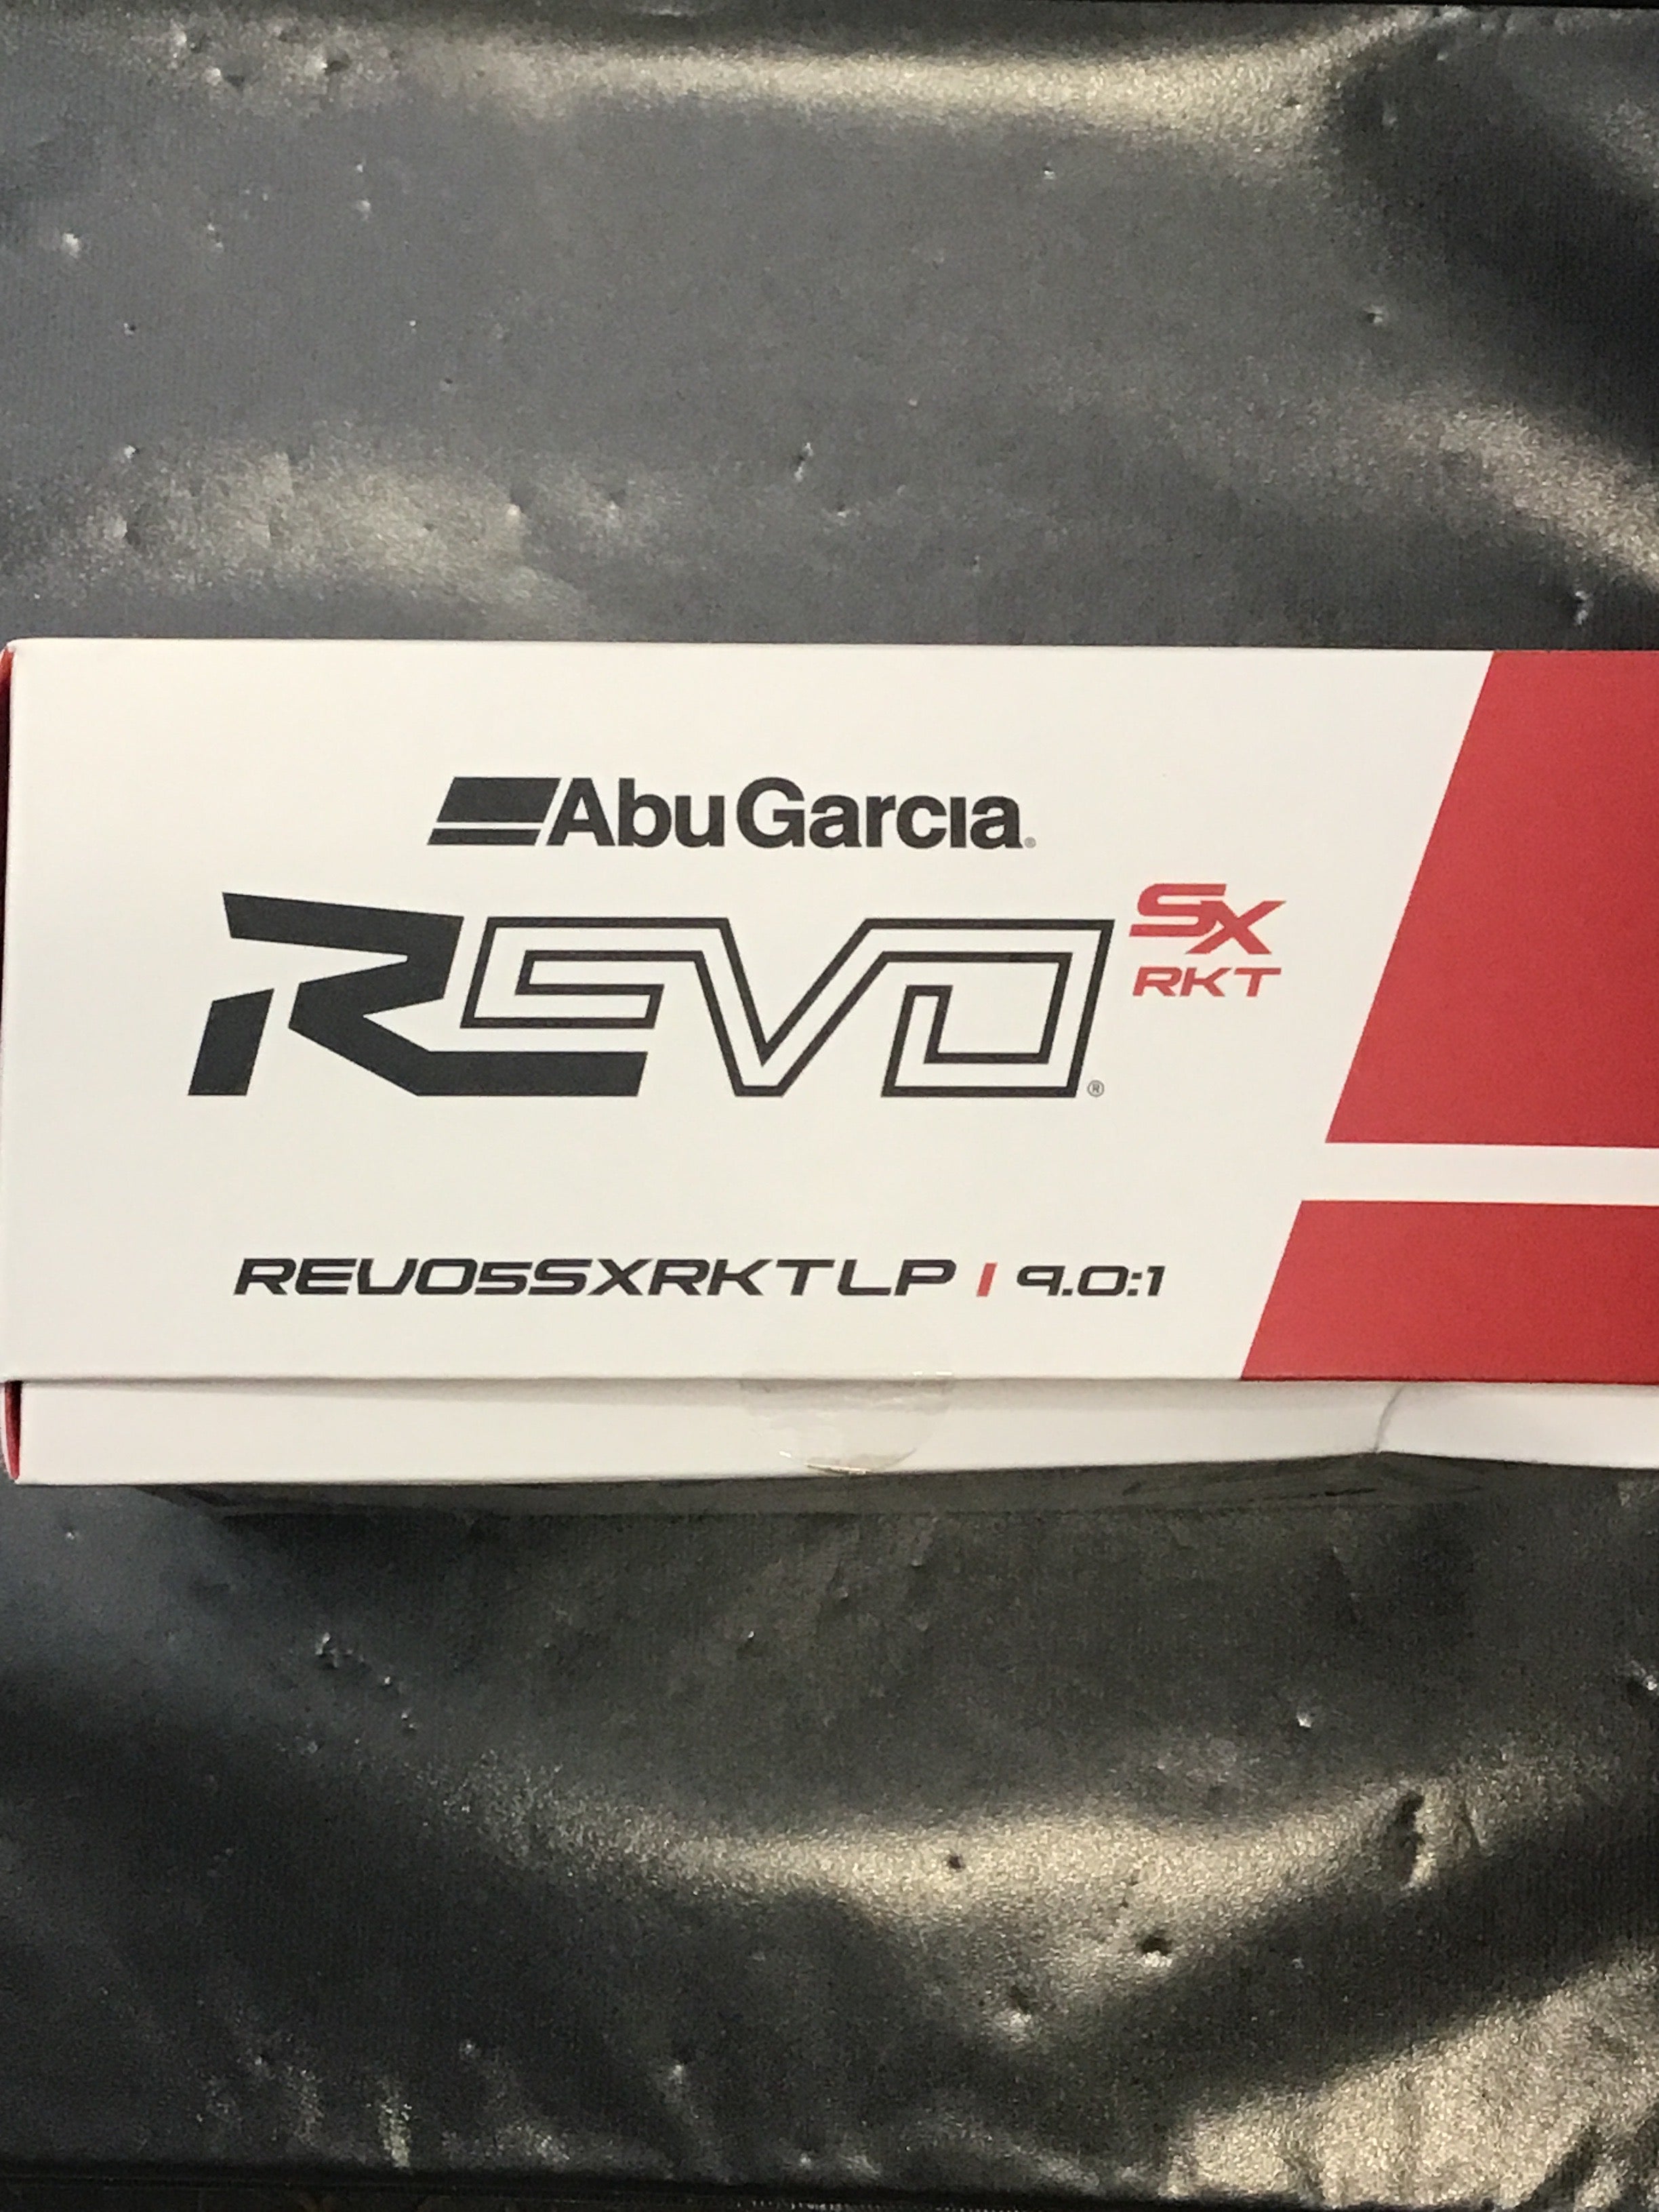 AbuGarcia®
REVO®
SX
RKT
REVO5SXRKTLP | 9.0:1